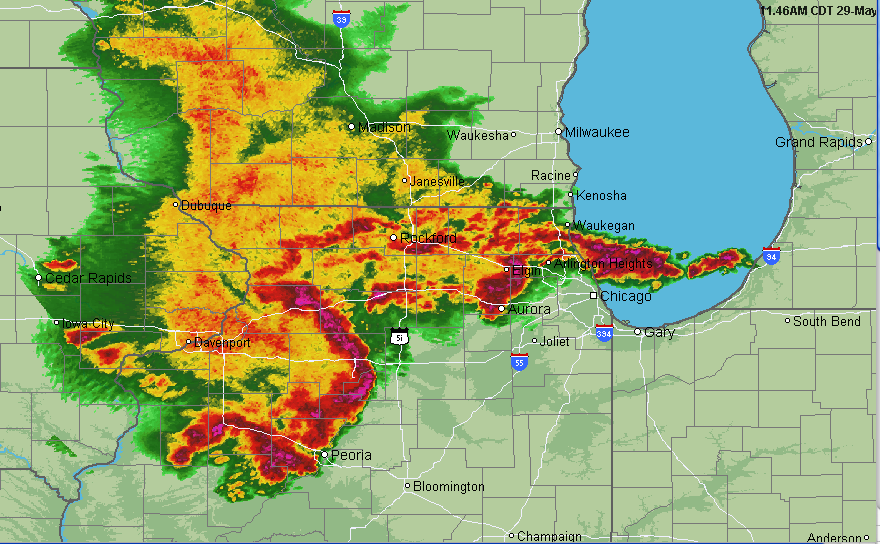 11.46AM CDT 29-May
39
Madison
Waukesha
Milwaukee
Grand Rapids
Racine
Janesville
Kenosha
Dubuque
Waukegan
Rockford
94
Elgin
Arlington Heights
Cedar Rapids
Chicago
Aurora
Iowa City
South Bend
Gary
394
Davenport
51
Joliet
55
Peoria
Bloomington
Champaign
Anderson